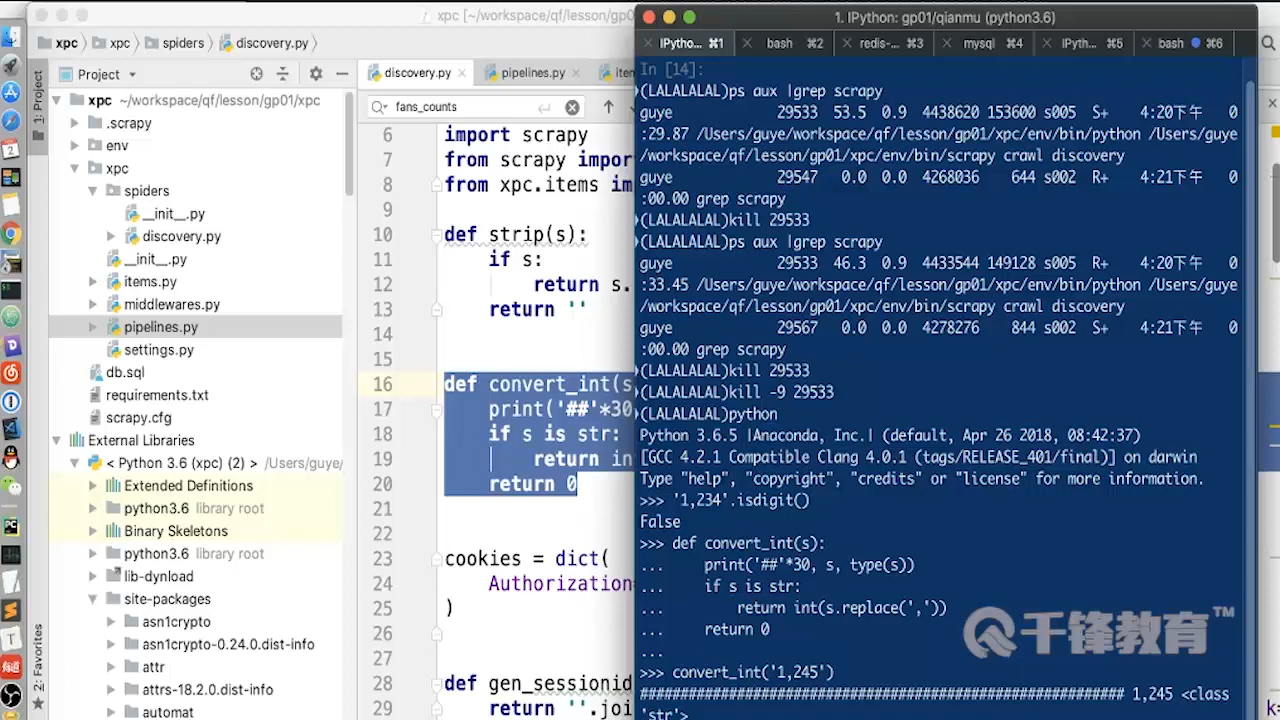 xpc [~/workspace/qf/lesson/gp0
1. IPython: gp01/qianmu (python3.6)
xpc
xpc
spiders
discovery.py
IPytho... ⌘1
bash ⌘2
redis-... ⌘3
mysql ⌘4
IPyth... ⌘5
bash ⌘6
1: Project
Project
discovery.py
pipelines.py
fans_counts
xpc ~/workspace/qf/lesson/gp01/xpc
.scrapy
env
xpc
spiders
__init__.py
discovery.py
__init__.py
items.py
middlewares.py
pipelines.py
settings.py
db.sql
requirements.txt
scrapy.cfg
External Libraries
< Python 3.6 (xpc) (2) > /Users/guye/
Extended Definitions
python3.6 library root
Binary Skeletons
python3.6 library root
lib-dynload
site-packages
asn1crypto
asn1crypto-0.24.0.dist-info
attr
attrs-18.2.0.dist-info
automat
2: Favorites
6 import scrapy
7 from scrapy impor
8 from xpc.items im
9
10 def strip(s):
11 if s:
12 return s.
13 return ''
14
15
16 def convert_int(s
17 print('##'*30
18 if s is str:
19 return in
20 return 0
21
22
23 cookies = dict(
24 Authorization
25 )
26
27
28 def gen_sessionid
29 return ''.joi
In [14]:
(LALALALAL)ps aux |grep scrapy
guye 29533 53.5 0.9 4438620 153600 s005 S+ 4:20下午 0
:29.87 /Users/guye/workspace/qf/lesson/gp01/xpc/env/bin/python /Users/guye
/workspace/qf/lesson/gp01/xpc/env/bin/scrapy crawl discovery
guye 29547 0.0 0.0 4268036 644 s002 R+ 4:21下午 0
:00.00 grep scrapy
(LALALALAL)kill 29533
(LALALALAL)ps aux |grep scrapy
guye 29533 46.3 0.9 4433544 149128 s005 R+ 4:20下午 0
:33.45 /Users/guye/workspace/qf/lesson/gp01/xpc/env/bin/python /Users/guye
/workspace/qf/lesson/gp01/xpc/env/bin/scrapy crawl discovery
guye 29567 0.0 0.0 4278276 844 s002 S+ 4:21下午 0
:00.00 grep scrapy
(LALALALAL)kill 29533
(LALALALAL)kill -9 29533
(LALALALAL)python
Python 3.6.5 |Anaconda, Inc.| (default, Apr 26 2018, 08:42:37)
[GCC 4.2.1 Compatible Clang 4.0.1 (tags/RELEASE_401/final)] on darwin
Type "help", "copyright", "credits" or "license" for more information.
>>> '1,234'.isdigit()
False
>>> def convert_int(s):
... print('##'*30, s, type(s))
... if s is str:
... return int(s.replace(','))
... return 0
...
>>> convert_int('1,245')
############################################################ 1,245 <class
'str'>
千锋教育™